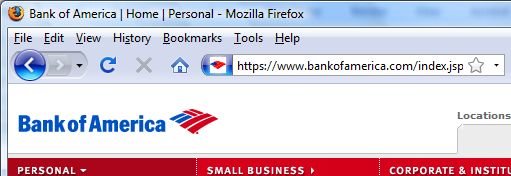 Bank of America | Home | Personal - Mozilla Firefox
File Edit View History Bookmarks Tools Help
https://www.bankofamerica.com/index.jsp
Bank of America
Locations
PERSONAL SMALL BUSINESS CORPORATE & INSTITU